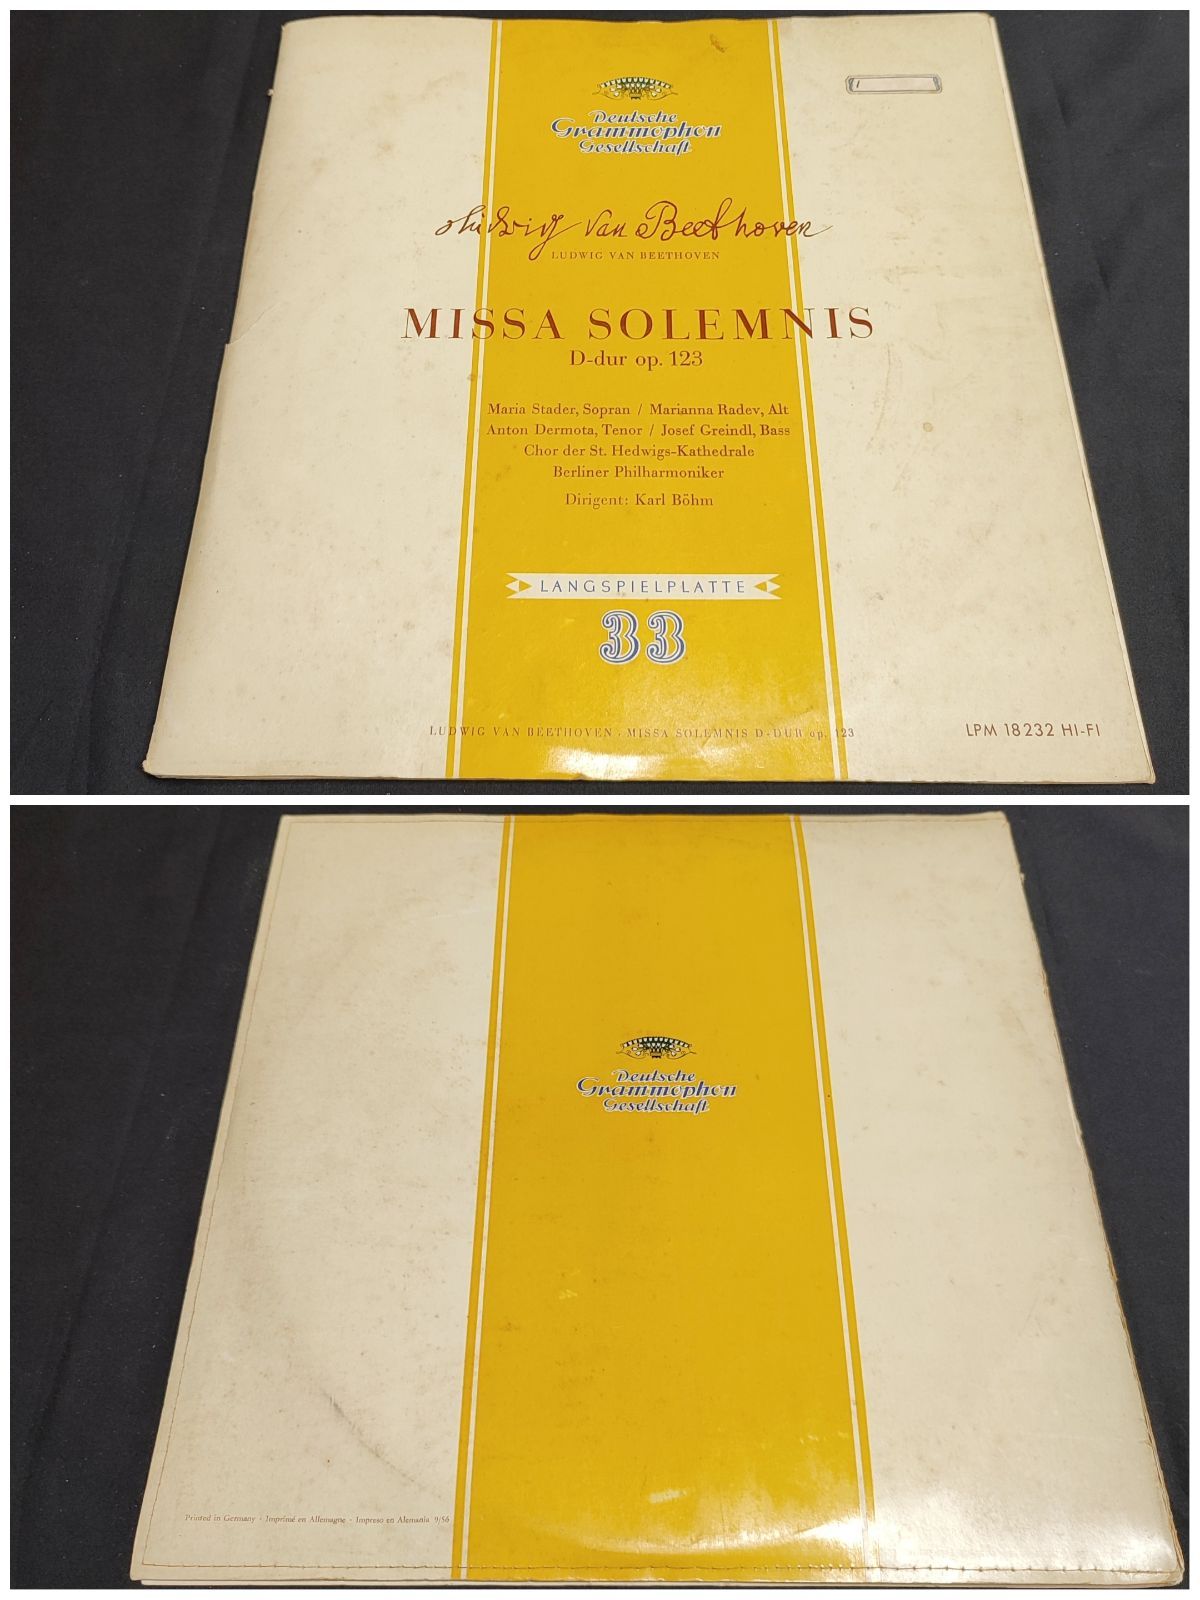 Deutsche
Grammophon
Gesellschaft
Ludwig van Beethoven
LUDWIG VAN BEETHOVEN
MISSA SOLEMNIS
D-dur op. 123
Maria Stader, Sopran / Marianna Radev, Alt
Anton Dermota, Tenor / Josef Greindl, Bass
Chor der St. Hedwigs-Kathedrale
Berliner Philharmoniker
Dirigent: Karl Böhm
LANGSPIELPLATTE
33
LUDWIG VAN BEETHOVEN · MISSA SOLEMNIS D-DUR op. 123
LPM 18232 HI-FI
Deutsche
Grammophon
Gesellschaft
Printed in Germany · Imprimé en Allemagne · Impreso en Alemania 9/56